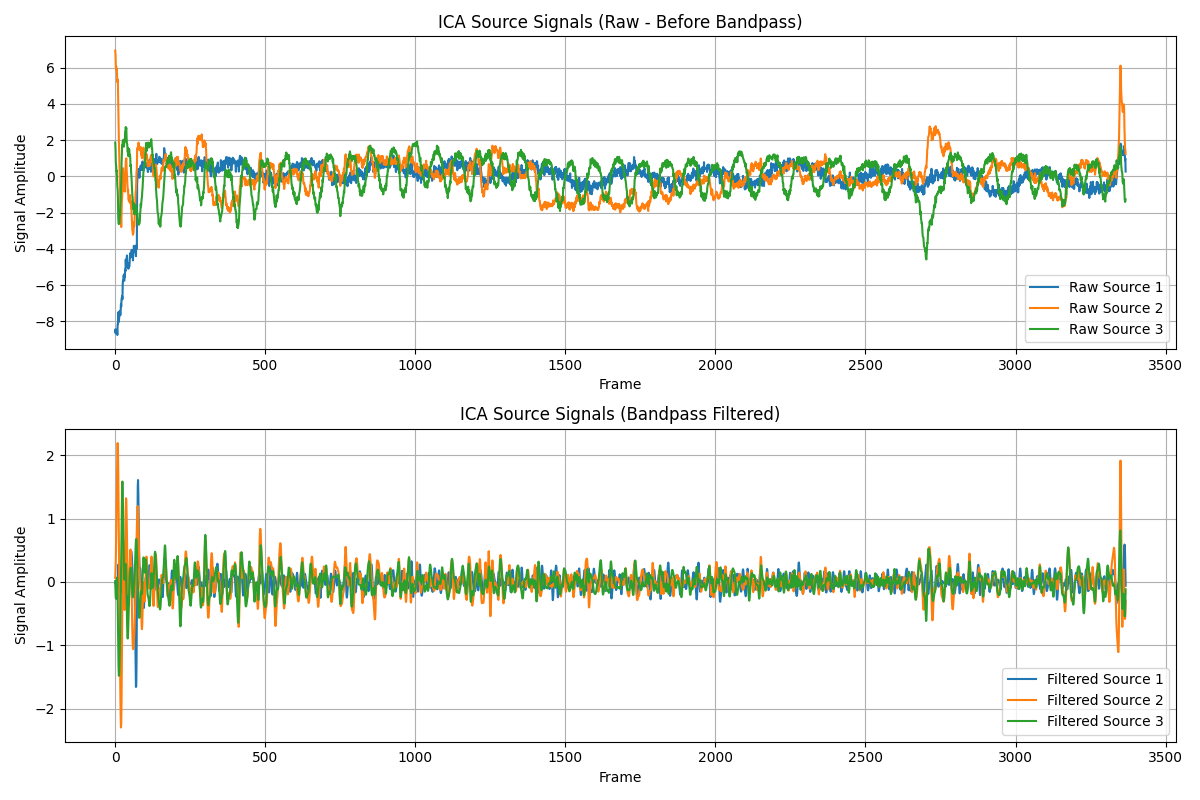 ICA Source Signals (Raw - Before Bandpass)
Signal Amplitude
6
4
2
0
−2
−4
−6
−8
Raw Source 1
Raw Source 2
Raw Source 3
0 500 1000 1500 2000 2500 3000 3500
Frame
ICA Source Signals (Bandpass Filtered)
Signal Amplitude
2
1
0
−1
−2
Filtered Source 1
Filtered Source 2
Filtered Source 3
0 500 1000 1500 2000 2500 3000 3500
Frame